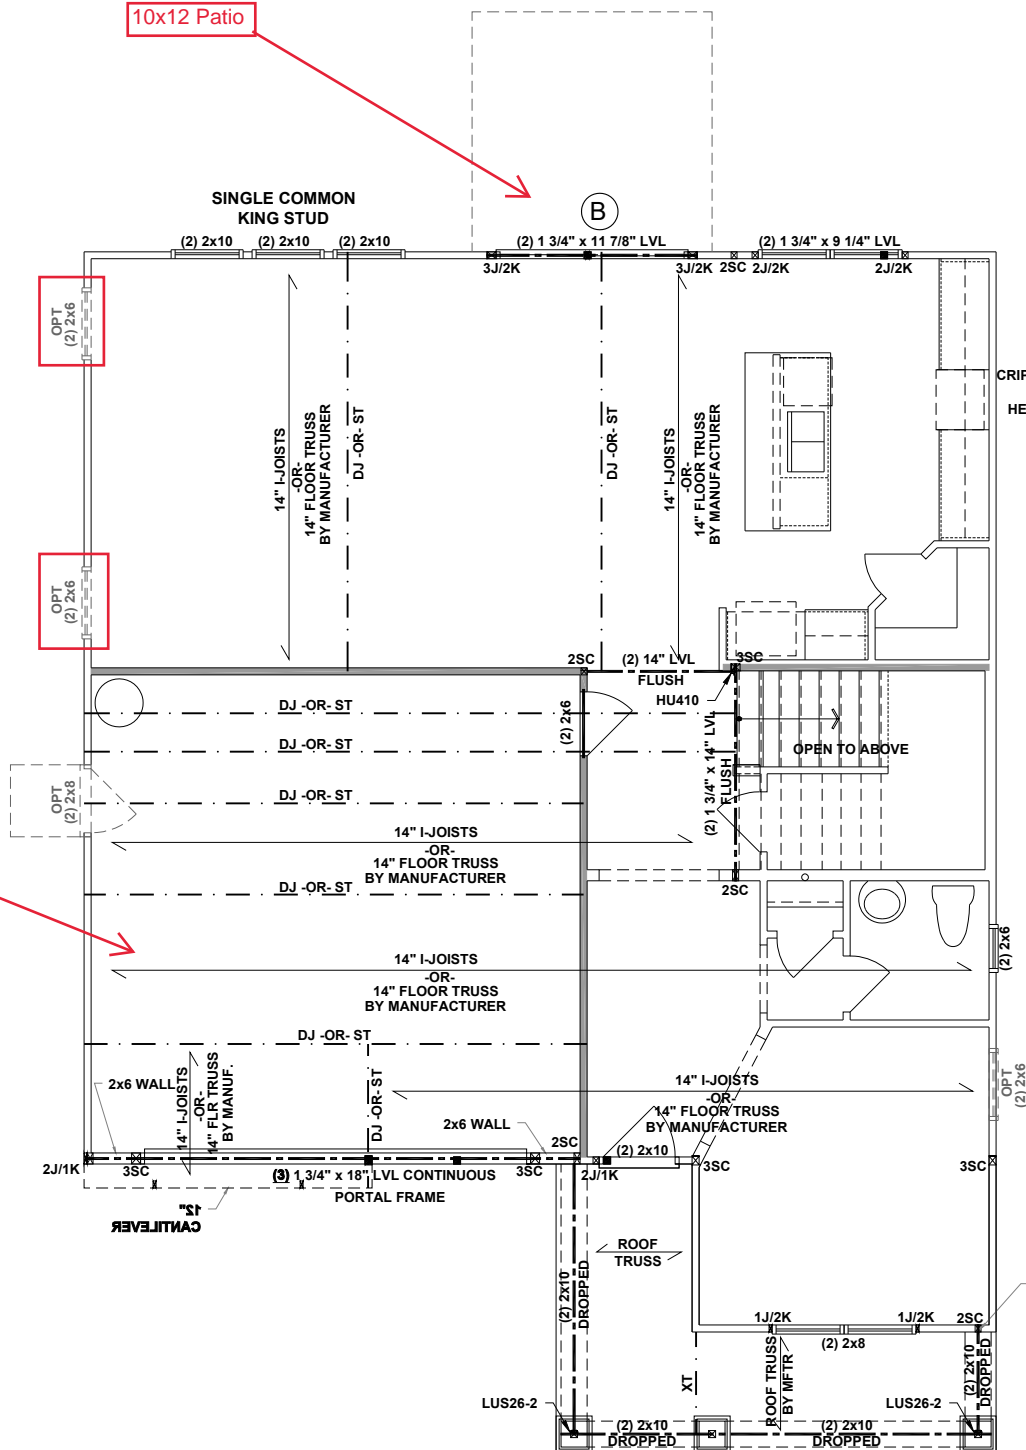 10x12 Patio
SINGLE COMMON
KING STUD
B
(2) 2x10
(2) 2x10
(2) 2x10
(2) 1 3/4" x 11 7/8" LVL
(2) 1 3/4" x 9 1/4" LVL
3J/2K
3J/2K
2SC
2J/2K
2J/2K
OPT
(2) 2x6
14" I-JOISTS
-OR-
14" FLOOR TRUSS
BY MANUFACTURER
DJ -OR- ST
DJ -OR- ST
14" I-JOISTS
-OR-
14" FLOOR TRUSS
BY MANUFACTURER
CRIP
HE
OPT
(2) 2x6
2SC
(2) 14" LVL
FLUSH
3SC
HU410
DJ -OR- ST
(2) 2x6
DJ -OR- ST
(2) 1 3/4" x 14" LVL
FLUSH
OPEN TO ABOVE
OPT
(2) 2x8
DJ -OR- ST
14" I-JOISTS
-OR-
14" FLOOR TRUSS
BY MANUFACTURER
DJ -OR- ST
2SC
14" I-JOISTS
-OR-
14" FLOOR TRUSS
BY MANUFACTURER
(2) 2x6
DJ -OR- ST
2x6 WALL
14" I-JOISTS
-OR-
14" FLR TRUSS
BY MANUF.
DJ -OR- ST
14" I-JOISTS
-OR-
14" FLOOR TRUSS
BY MANUFACTURER
OPT
(2) 2x6
2x6 WALL
2SC
(2) 2x10
2J/1K
3SC
(3) 1 3/4" x 18" LVL CONTINUOUS
PORTAL FRAME
3SC
2J/1K
3SC
3SC
12"
CANTILEVER
ROOF
TRUSS
(2) 2x10
DROPPED
1J/2K
1J/2K
2SC
(2) 2x8
XT
ROOF TRUSS
BY MFTR
(2) 2x10
DROPPED
LUS26-2
LUS26-2
(2) 2x10
DROPPED
(2) 2x10
DROPPED